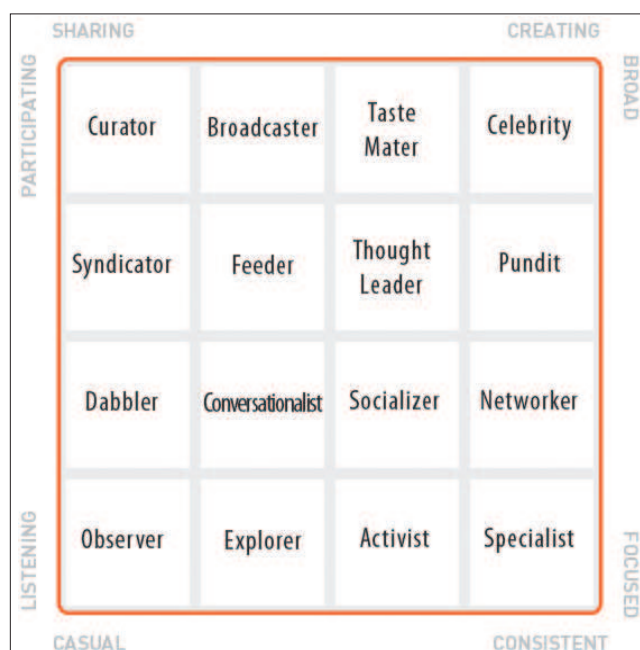 SHARING
CREATING
PARTICIPATING
BROAD
Curator
Broadcaster
Taste
Mater
Celebrity
Syndicator
Feeder
Thought
Leader
Pundit
Dabbler
Conversationalist
Socializer
Networker
Observer
Explorer
Activist
Specialist
LISTENING
FOCUSED
CASUAL
CONSISTENT